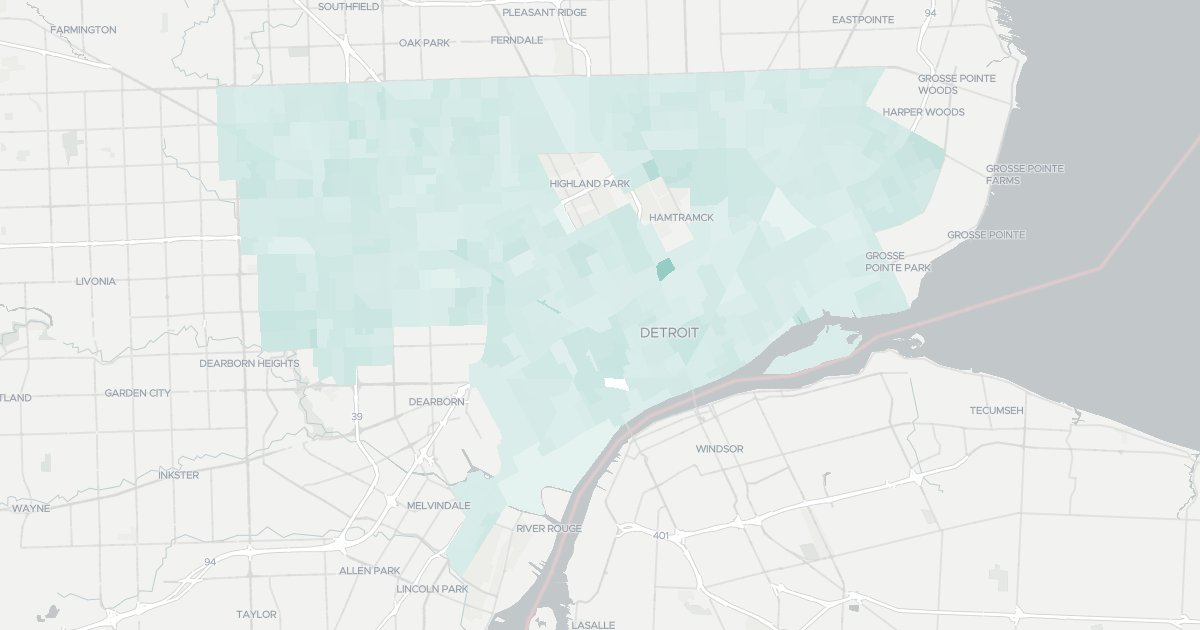 SOUTHFIELD
PLEASANT RIDGE
94
EASTPOINTE
FARMINGTON
OAK PARK
FERNDALE
GROSSE POINTE
WOODS
HARPER WOODS
GROSSE POINTE
FARMS
HIGHLAND PARK
HAMTRAMCK
GROSSE POINTE
GROSSE
POINTE PARK
LIVONIA
DETROIT
DEARBORN HEIGHTS
GARDEN CITY
TLAND
DEARBORN
39
TECUMSEH
WINDSOR
INKSTER
WAYNE
MELVINDALE
RIVER ROUGE
401
94
ALLEN PARK
LINCOLN PARK
TAYLOR
LASALLE